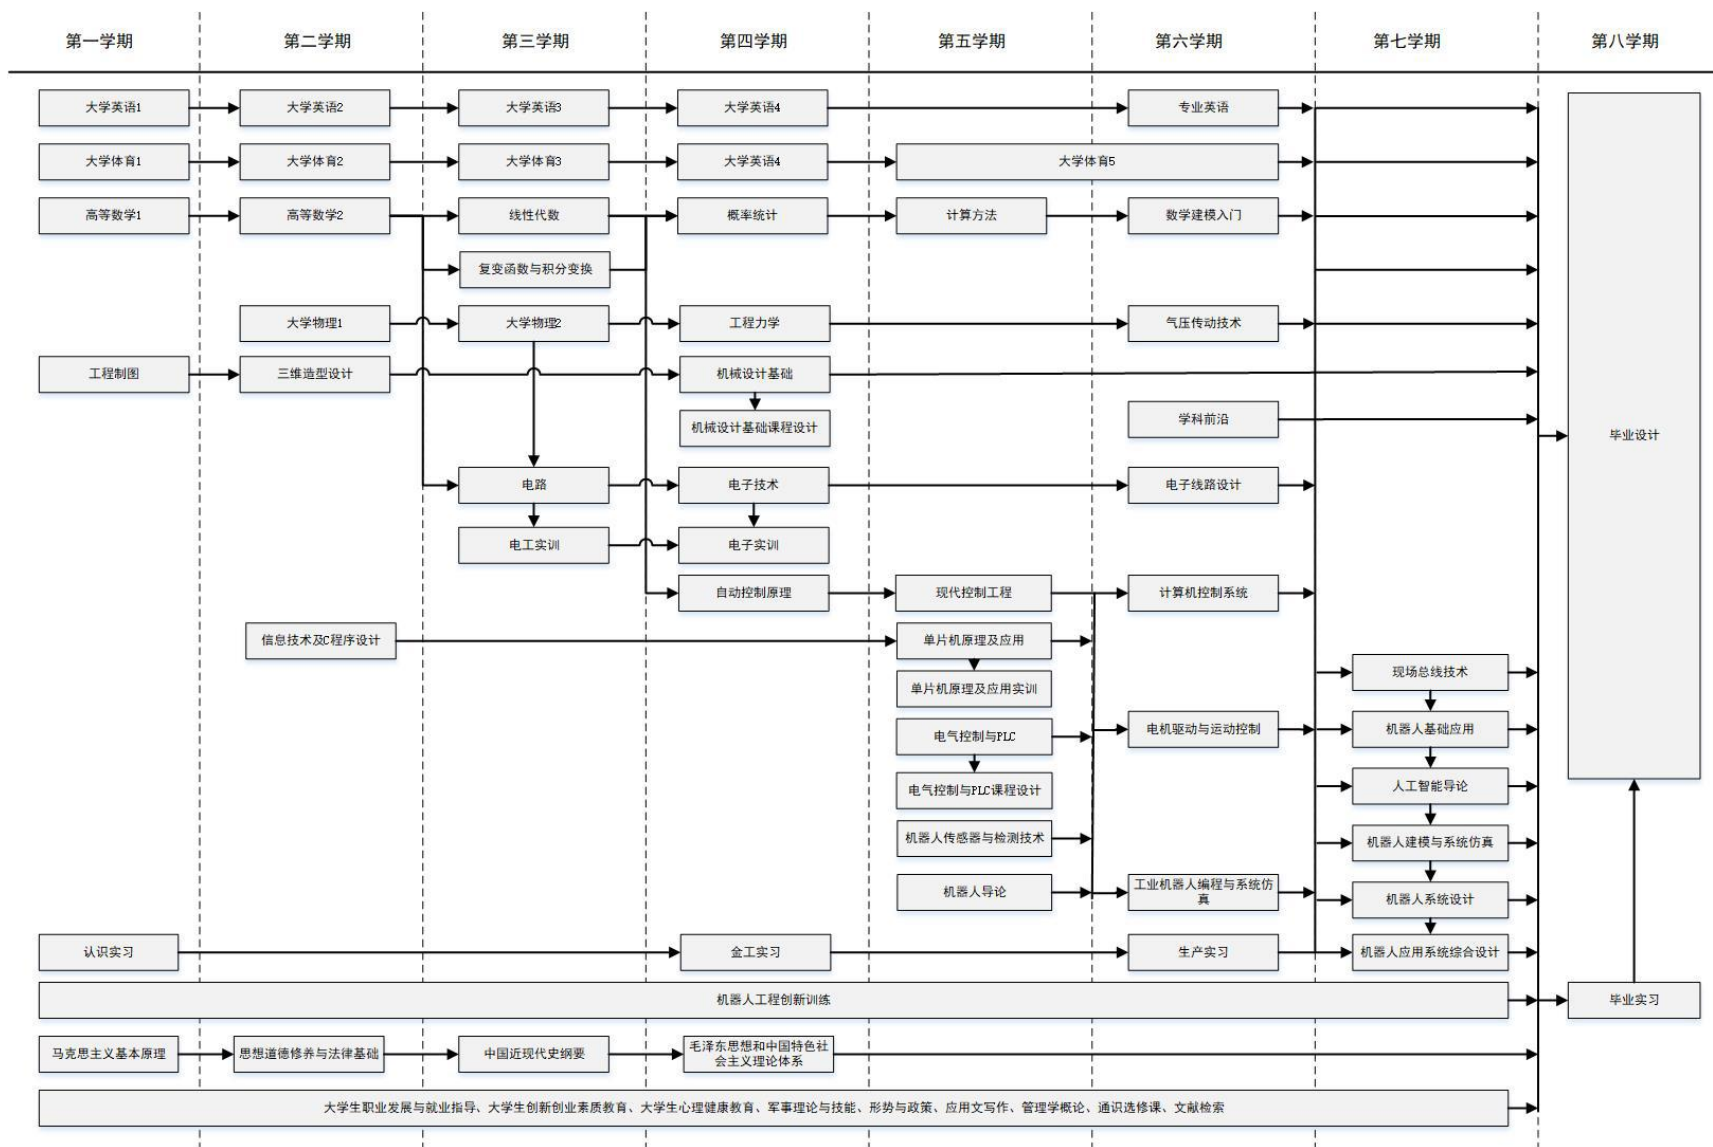 第一学期
第二学期
第三学期
第四学期
第五学期
第六学期
第七学期
第八学期
大学英语1
大学英语2
大学英语3
大学英语4
专业英语
大学体育1
大学体育2
大学体育3
大学英语4
大学体育5
高等数学1
高等数学2
线性代数
概率统计
计算方法
数学建模入门
复变函数与积分变换
大学物理1
大学物理2
工程力学
气压传动技术
工程制图
三维造型设计
机械设计基础
机械设计基础课程设计
学科前沿
毕业设计
电路
电子技术
电子线路设计
电工实训
电子实训
自动控制原理
现代控制工程
计算机控制系统
信息技术及C程序设计
单片机原理及应用
现场总线技术
单片机原理及应用实训
电气控制与PLC
电机驱动与运动控制
机器人基础应用
电气控制与PLC课程设计
人工智能导论
机器人传感器与检测技术
机器人建模与系统仿真
机器人导论
工业机器人编程与系统仿
真
机器人系统设计
认识实习
金工实习
生产实习
机器人应用系统综合设计
机器人工程创新训练
毕业实习
马克思主义基本原理
思想道德修养与法律基础
中国近现代史纲要
毛泽东思想和中国特色社
会主义理论体系
大学生职业发展与就业指导、大学生创新创业素质教育、大学生心理健康教育、军事理论与技能、形势与政策、应用文写作、管理学概论、通识选修课、文献检索